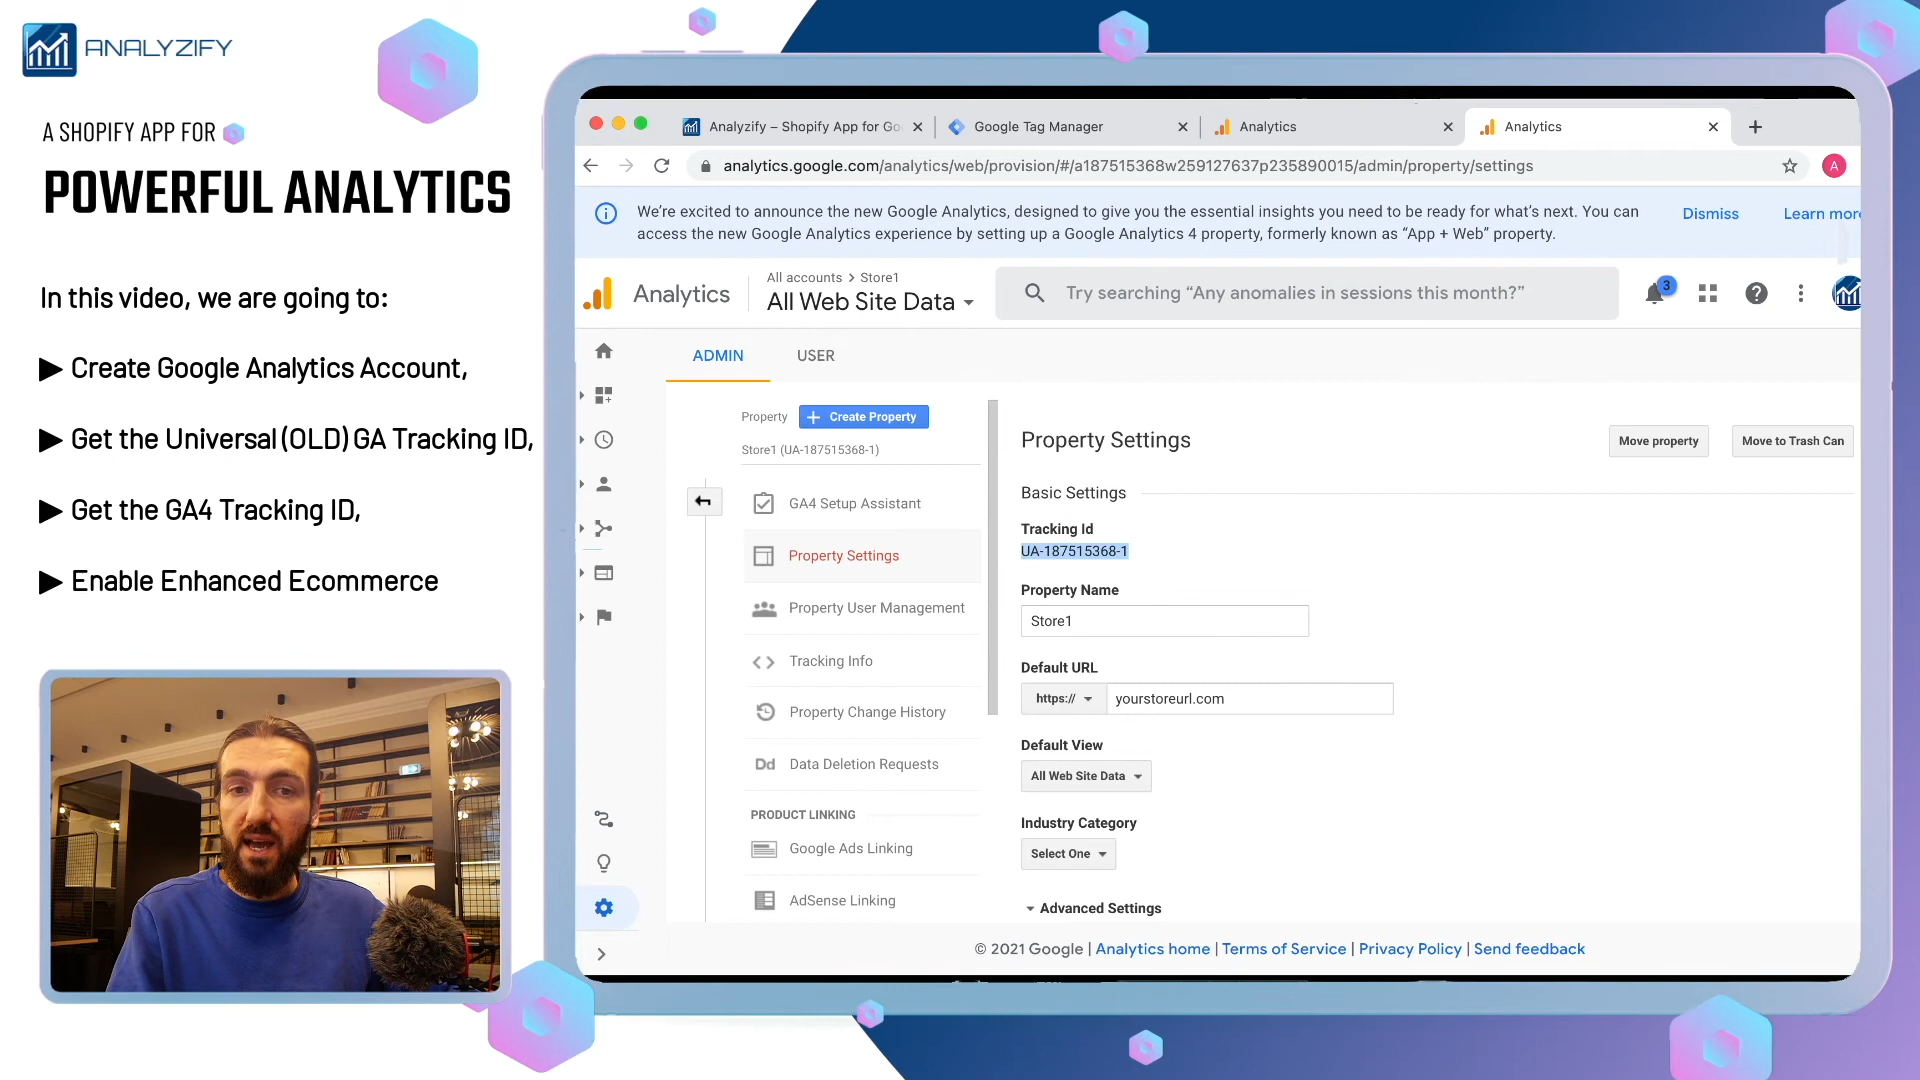 ANALYZIFY
A SHOPIFY APP FOR
POWERFUL ANALYTICS
In this video, we are going to:
▶ Create Google Analytics Account,
▶ Get the Universal (OLD) GA Tracking ID,
▶ Get the GA4 Tracking ID,
▶ Enable Enhanced Ecommerce
Analyzify – Shopify App for Go
Google Tag Manager
Analytics
Analytics
analytics.google.com/analytics/web/provision/#/a187515368w259127637p235890015/admin/property/settings
A
We're excited to announce the new Google Analytics, designed to give you the essential insights you need to be ready for what's next. You can
access the new Google Analytics experience by setting up a Google Analytics 4 property, formerly known as “App + Web” property.
Dismiss
Learn more
Analytics
All accounts > Store1
All Web Site Data
Try searching “Any anomalies in sessions this month?”
3
ADMIN
USER
Property
+ Create Property
Store1 (UA-187515368-1)
GA4 Setup Assistant
Property Settings
Property User Management
Tracking Info
Property Change History
Dd Data Deletion Requests
PRODUCT LINKING
Google Ads Linking
AdSense Linking
Property Settings
Move property
Move to Trash Can
Basic Settings
Tracking Id
UA-187515368-1
Property Name
Store1
Default URL
https://
yourstoreurl.com
Default View
All Web Site Data
Industry Category
Select One
Advanced Settings
© 2021 Google | Analytics home | Terms of Service | Privacy Policy | Send feedback